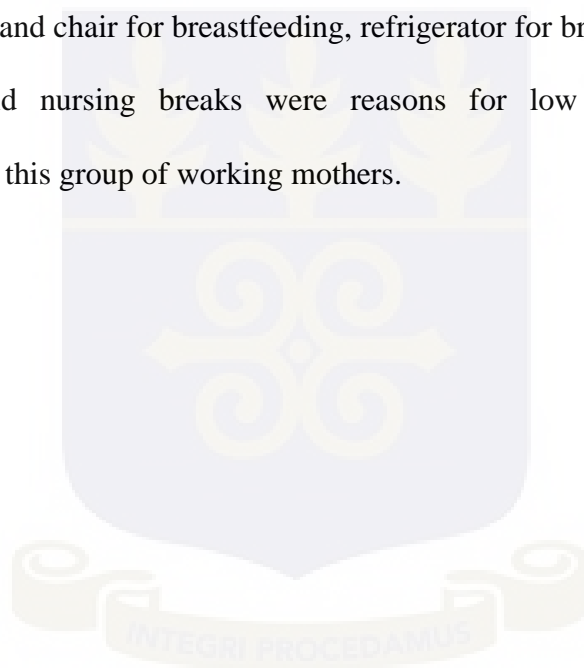 and chair for breastfeeding, refrigerator for br
d nursing breaks were reasons for low
this group of working mothers.
INTEGRI PROCEDAMUS